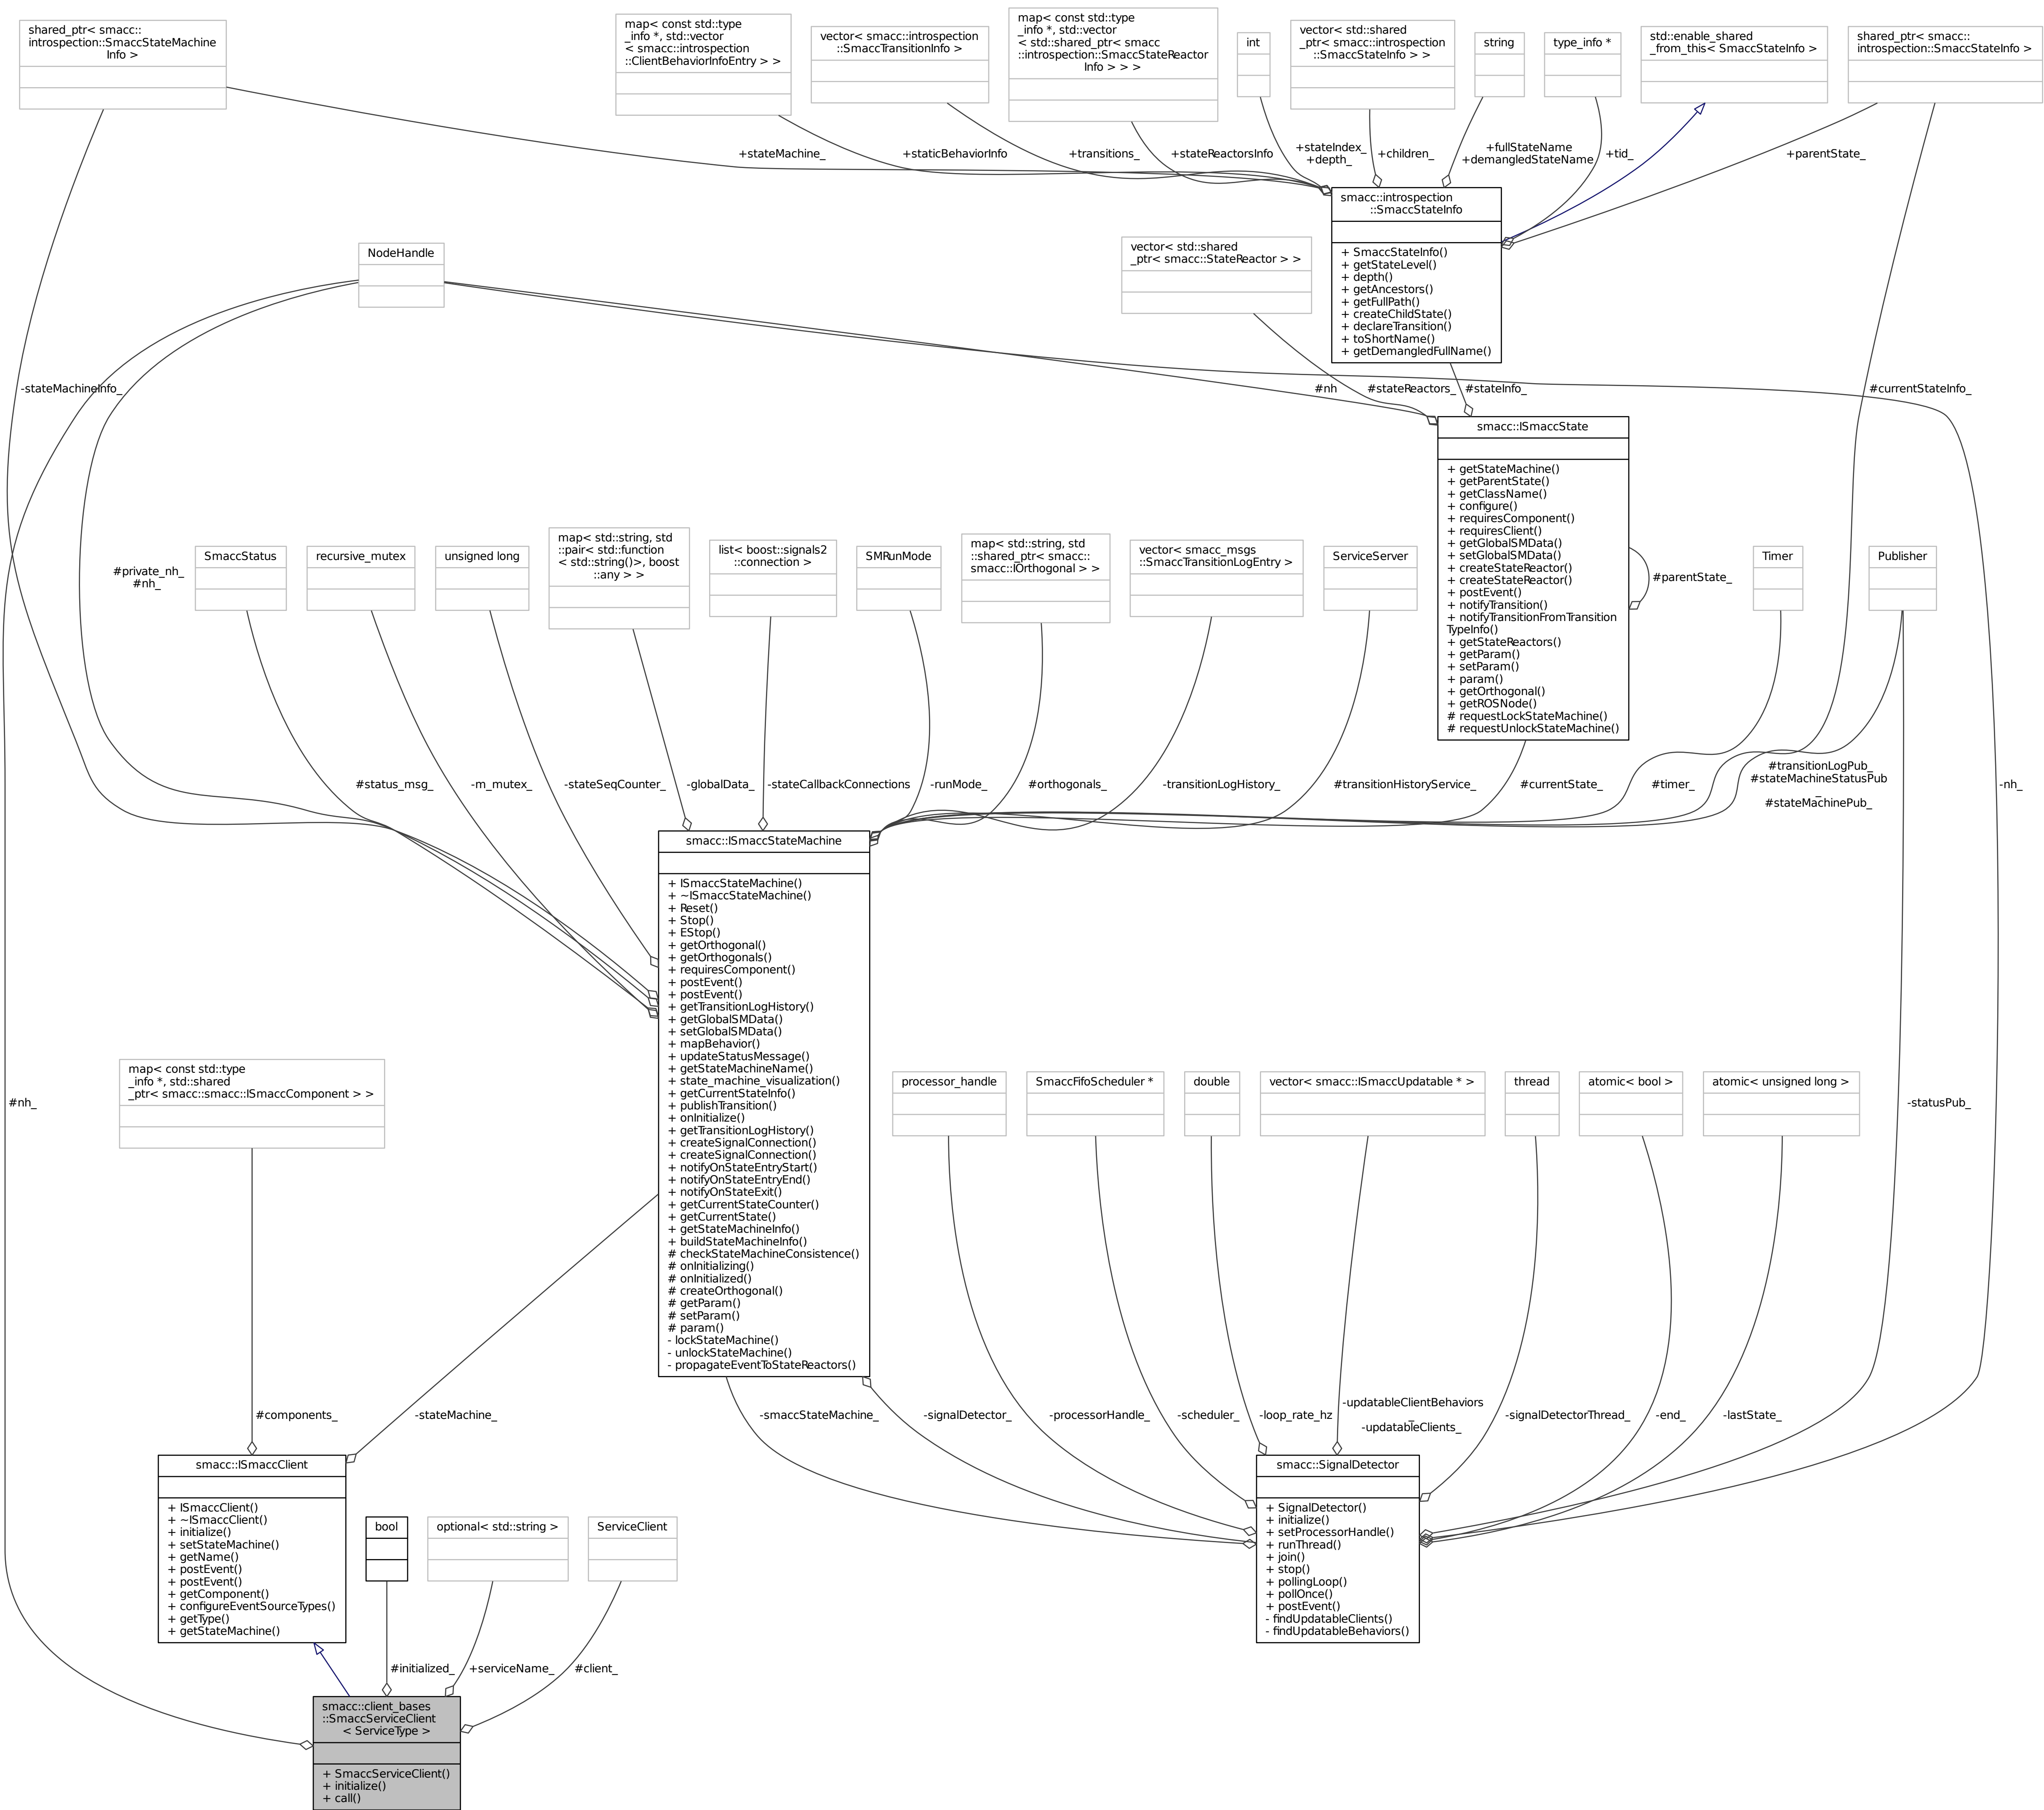 shared_ptr< smacc::
introspection::SmaccStateMachine
Info >
map< const std::type
_info *, std::vector
< smacc::introspection
::ClientBehaviorInfoEntry > >
vector< smacc::introspection
::SmaccTransitionInfo >
map< const std::type
_info *, std::vector
< std::shared_ptr< smacc
::introspection::SmaccStateReactor
Info > > >
int
vector< std::shared
_ptr< smacc::introspection
::SmaccStateInfo > >
string
type_info *
std::enable_shared
_from_this< SmaccStateInfo >
shared_ptr< smacc::
introspection::SmaccStateInfo >
+stateMachine_
+staticBehaviorInfo
+transitions_
+stateReactorsInfo
+stateIndex_
+depth_
+children_
+fullStateName
+demangledStateName
+tid_
+parentState_
smacc::introspection
::SmaccStateInfo
+ SmaccStateInfo()
+ getStateLevel()
+ depth()
+ getAncestors()
+ getFullPath()
+ createChildState()
+ declareTransition()
+ toShortName()
+ getDemangledFullName()
NodeHandle
vector< std::shared
_ptr< smacc::StateReactor > >
-stateMachineInfo_
#nh
#stateReactors_
#stateInfo_
#currentStateInfo_
smacc::ISmaccState
+ getStateMachine()
+ getParentState()
+ getClassName()
+ configure()
+ requiresComponent()
+ requiresClient()
+ getGlobalSMData()
+ setGlobalSMData()
+ createStateReactor()
+ createStateReactor()
+ postEvent()
+ notifyTransition()
+ notifyTransitionFromTransition
TypeInfo()
+ getStateReactors()
+ getParam()
+ setParam()
+ param()
+ getOrthogonal()
+ getROSNode()
# requestLockStateMachine()
# requestUnlockStateMachine()
#parentState_
#private_nh_
#nh_
SmaccStatus
recursive_mutex
unsigned long
map< std::string, std
::pair< std::function
< std::string()>, boost
::any > >
list< boost::signals2
::connection >
SMRunMode
map< std::string, std
::shared_ptr< smacc::
smacc::IOrthogonal > >
vector< smacc_msgs
::SmaccTransitionLogEntry >
ServiceServer
Timer
Publisher
#status_msg_
-m_mutex_
-stateSeqCounter_
-globalData_
-stateCallbackConnections
-runMode_
#orthogonals_
-transitionLogHistory_
#transitionHistoryService_
#currentState_
#timer_
#transitionLogPub_
#stateMachineStatusPub
_
#stateMachinePub_
-nh_
smacc::ISmaccStateMachine
+ ISmaccStateMachine()
+ ~ISmaccStateMachine()
+ Reset()
+ Stop()
+ EStop()
+ getOrthogonal()
+ getOrthogonals()
+ requiresComponent()
+ postEvent()
+ postEvent()
+ getTransitionLogHistory()
+ getGlobalSMData()
+ setGlobalSMData()
+ mapBehavior()
+ updateStatusMessage()
+ getStateMachineName()
+ state_machine_visualization()
+ getCurrentStateInfo()
+ publishTransition()
+ onInitialize()
+ getTransitionLogHistory()
+ createSignalConnection()
+ createSignalConnection()
+ notifyOnStateEntryStart()
+ notifyOnStateEntryEnd()
+ notifyOnStateExit()
+ getCurrentStateCounter()
+ getCurrentState()
+ getStateMachineInfo()
+ buildStateMachineInfo()
# checkStateMachineConsistence()
# onInitializing()
# onInitialized()
# createOrthogonal()
# getParam()
# setParam()
# param()
- lockStateMachine()
- unlockStateMachine()
- propagateEventToStateReactors()
map< const std::type
_info *, std::shared
_ptr< smacc::smacc::ISmaccComponent > >
#nh_
processor_handle
SmaccFifoScheduler *
double
vector< smacc::ISmaccUpdatable * >
thread
atomic< bool >
atomic< unsigned long >
-statusPub_
#components_
-stateMachine_
-smaccStateMachine_
-signalDetector_
-processorHandle_
-scheduler_
-loop_rate_hz
-updatableClientBehaviors
_
-updatableClients_
-signalDetectorThread_
-end_
-lastState_
smacc::ISmaccClient
+ ISmaccClient()
+ ~ISmaccClient()
+ initialize()
+ setStateMachine()
+ getName()
+ postEvent()
+ postEvent()
+ getComponent()
+ configureEventSourceTypes()
+ getType()
+ getStateMachine()
bool
optional< std::string >
ServiceClient
smacc::SignalDetector
+ SignalDetector()
+ initialize()
+ setProcessorHandle()
+ runThread()
+ join()
+ stop()
+ pollingLoop()
+ pollOnce()
+ postEvent()
- findUpdatableClients()
- findUpdatableBehaviors()
#initialized_
+serviceName_
#client_
smacc::client_bases
::SmaccServiceClient
< ServiceType >
+ SmaccServiceClient()
+ initialize()
+ call()